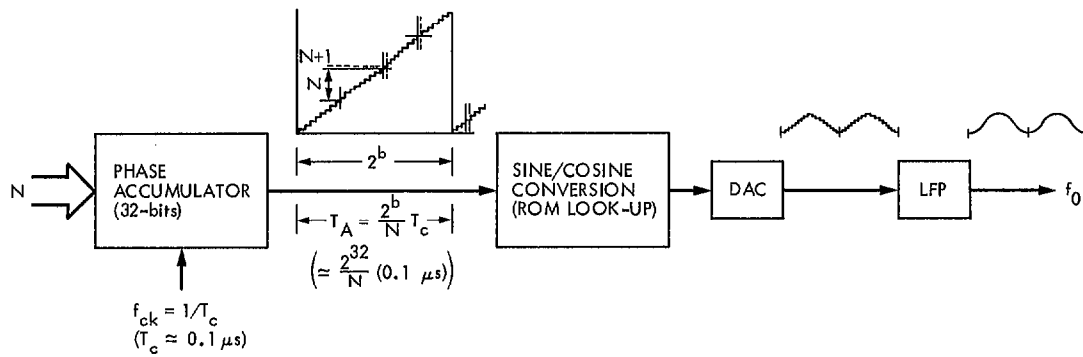 N+1
N
2^b
N
PHASE
ACCUMULATOR
(32-bits)
T_A = 2^b/N T_c
(≃ 2^32/N (0.1 μs))
f_ck = 1/T_c
(T_c ≃ 0.1 μs)
SINE/COSINE
CONVERSION
(ROM LOOK-UP)
DAC
LFP
f_0